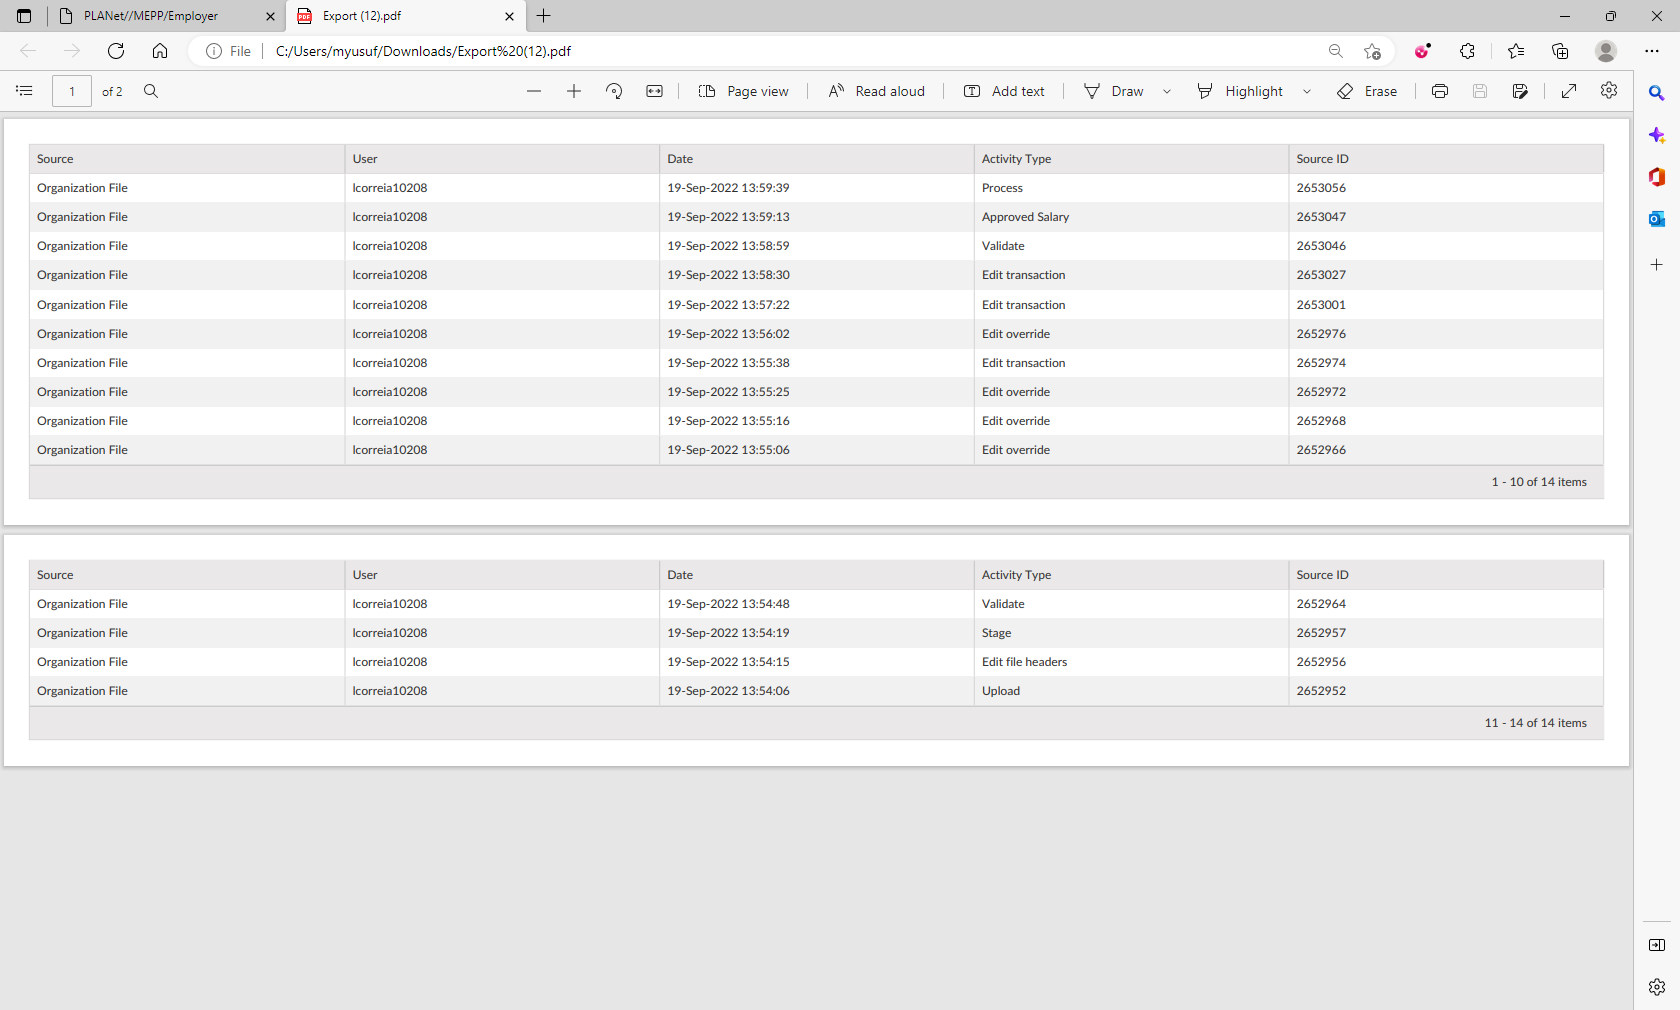 PLANet//MEPP/Employer
Export (12).pdf
File
C:/Users/myusuf/Downloads/Export%20(12).pdf
1 of 2
Page view
Read aloud
Add text
Draw
Highlight
Erase
Source User Date Activity Type Source ID
Organization File lcorreia10208 19-Sep-2022 13:59:39 Process 2653056
Organization File lcorreia10208 19-Sep-2022 13:59:13 Approved Salary 2653047
Organization File lcorreia10208 19-Sep-2022 13:58:59 Validate 2653046
Organization File lcorreia10208 19-Sep-2022 13:58:30 Edit transaction 2653027
Organization File lcorreia10208 19-Sep-2022 13:57:22 Edit transaction 2653001
Organization File lcorreia10208 19-Sep-2022 13:56:02 Edit override 2652976
Organization File lcorreia10208 19-Sep-2022 13:55:38 Edit transaction 2652974
Organization File lcorreia10208 19-Sep-2022 13:55:25 Edit override 2652972
Organization File lcorreia10208 19-Sep-2022 13:55:16 Edit override 2652968
Organization File lcorreia10208 19-Sep-2022 13:55:06 Edit override 2652966
1 - 10 of 14 items
Source User Date Activity Type Source ID
Organization File lcorreia10208 19-Sep-2022 13:54:48 Validate 2652964
Organization File lcorreia10208 19-Sep-2022 13:54:19 Stage 2652957
Organization File lcorreia10208 19-Sep-2022 13:54:15 Edit file headers 2652956
Organization File lcorreia10208 19-Sep-2022 13:54:06 Upload 2652952
11 - 14 of 14 items